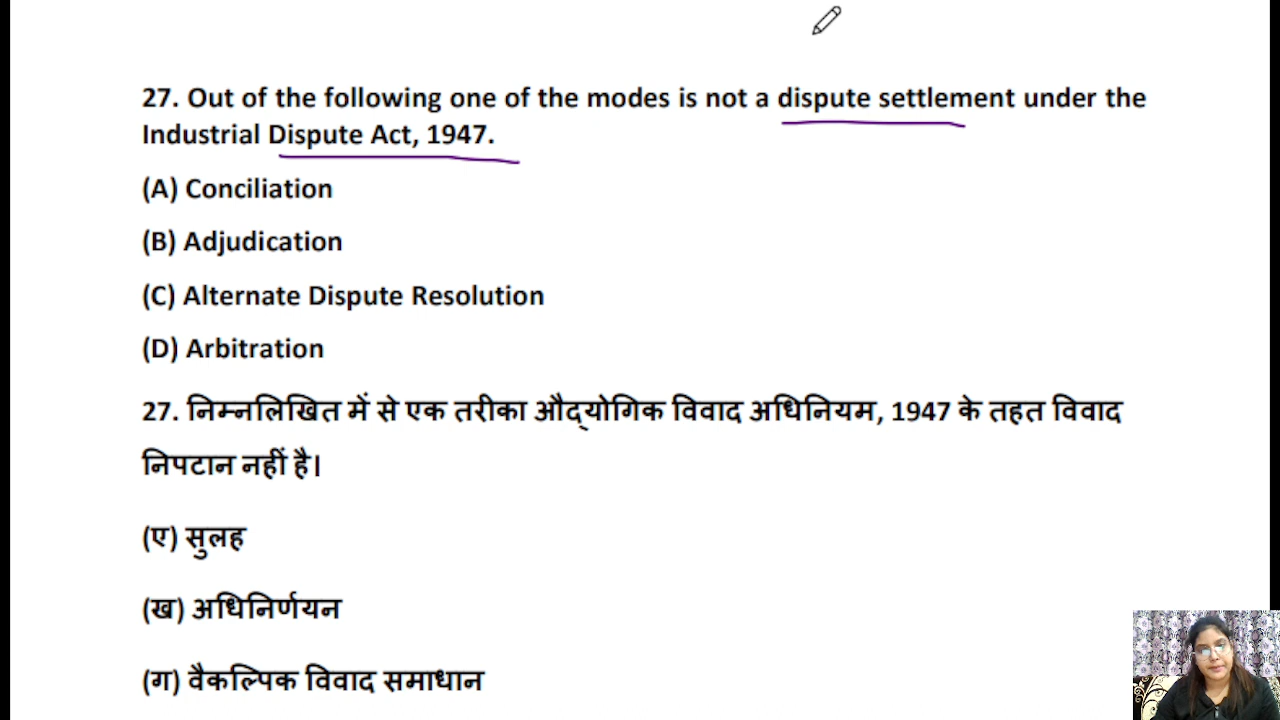 27. Out of the following one of the modes is not a dispute settlement under the
Industrial Dispute Act, 1947.
(A) Conciliation
(B) Adjudication
(C) Alternate Dispute Resolution
(D) Arbitration
27. निम्नलिखित में से एक तरीका औद्योगिक विवाद अधिनियम, 1947 के तहत विवाद
निपटान नहीं है।
(ए) सुलह
(ख) अधिनिर्णयन
(ग) वैकल्पिक विवाद समाधान